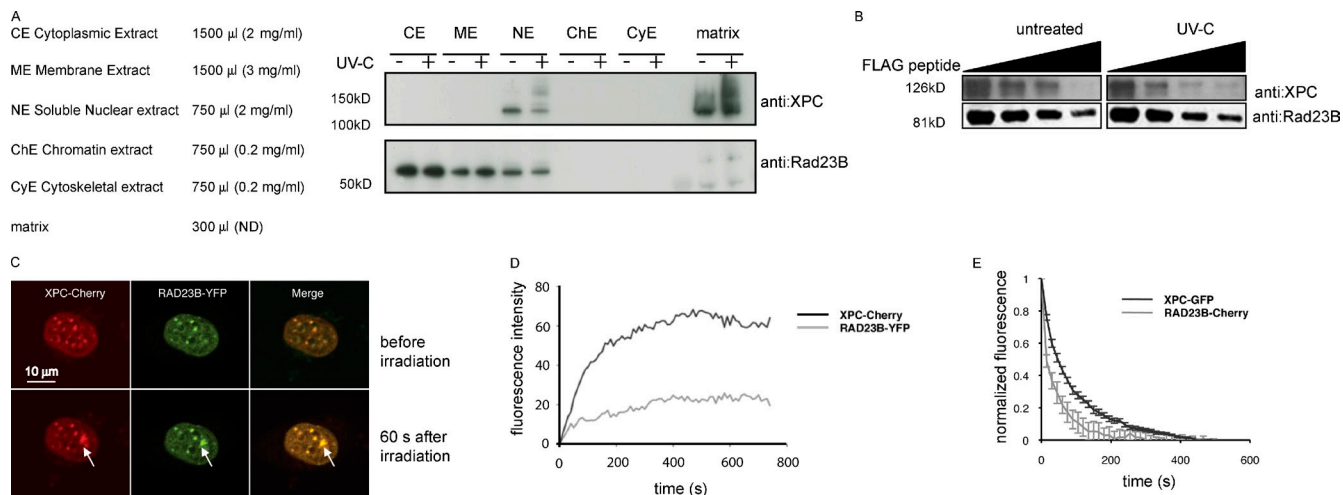 A
CE Cytoplasmic Extract 1500 µl (2 mg/ml)
ME Membrane Extract 1500 µl (3 mg/ml)
NE Soluble Nuclear extract 750 µl (2 mg/ml)
ChE Chromatin extract 750 µl (0.2 mg/ml)
CyE Cytoskeletal extract 750 µl (0.2 mg/ml)
matrix 300 µl (ND)
CE ME NE ChE CyE matrix
UV-C - + - + - + - + - + - +
150kD
100kD
anti:XPC
50kD
anti:Rad23B
B
untreated UV-C
FLAG peptide
126kD
anti:XPC
81kD
anti:Rad23B
C
XPC-Cherry RAD23B-YFP Merge
10 µm
before
irradiation
60 s after
irradiation
D
fluorescence intensity
80
60
40
20
0
0 200 400 600 800
time (s)
XPC-Cherry
RAD23B-YFP
E
normalized fluorescence
1
0.8
0.6
0.4
0.2
0
0 200 400 600
time (s)
XPC-GFP
RAD23B-Cherry